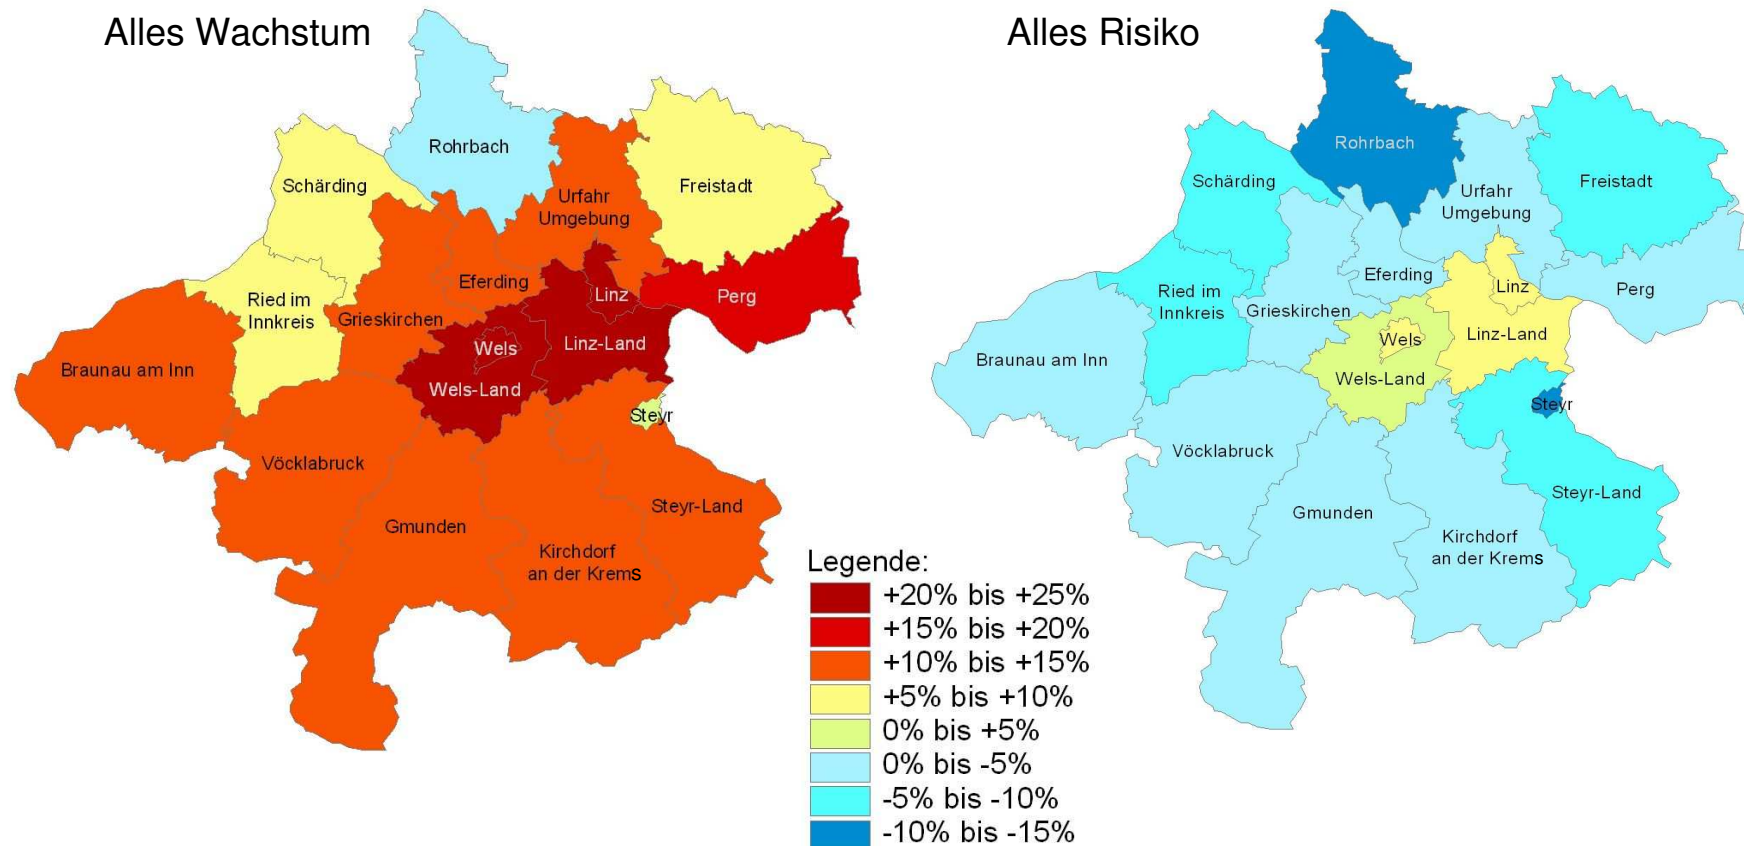 Alles Wachstum
Rohrbach
Schärding
Freistadt
Urfahr
Umgebung
Eferding
Linz
Perg
Ried im
Innkreis
Grieskirchen
Wels
Linz-Land
Braunau am Inn
Wels-Land
Steyr
Vöcklabruck
Steyr-Land
Gmunden
Kirchdorf
an der Krems
Alles Risiko
Rohrbach
Schärding
Freistadt
Urfahr
Umgebung
Eferding
Linz
Perg
Ried im
Innkreis
Grieskirchen
Wels
Linz-Land
Braunau am Inn
Wels-Land
Steyr
Vöcklabruck
Steyr-Land
Gmunden
Kirchdorf
an der Krems
Legende:
+20% bis +25%
+15% bis +20%
+10% bis +15%
+5% bis +10%
0% bis +5%
0% bis -5%
-5% bis -10%
-10% bis -15%